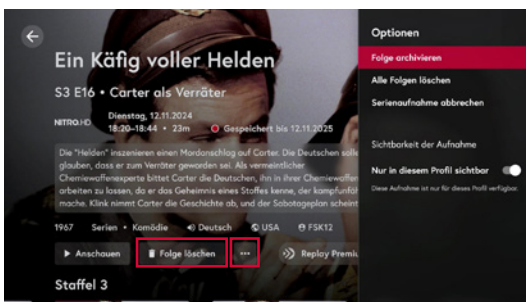 Ein Käfig voller Helden
S3 E16 • Carter als Verräter
NITRO.HD
Dienstag, 12.11.2024
18:20–18:44 • 23m
Gespeichert bis 12.11.2025
Die "Helden" inszenieren einen Mordanschlag auf Carter. Die Deutschen solle
glauben, dass er zum Verräter geworden sei. Als vermeintlicher
Chemiewaffenexperte bittet Carter die Deutschen, ihn in ihrer Chemiewaffen
arbeiten zu lassen, da er das Geheimnis eines Stoffes kenne, der kampfunfäh
mache. Klink nimmt Carter die Geschichte ab, und der Sabotageplan scheint
1967 Serien • Komödie Deutsch USA FSK12
Anschauen Folge löschen ••• Replay Premiu
Staffel 3
Optionen
Folge archivieren
Alle Folgen löschen
Serienaufnahme abbrechen
Sichtbarkeit der Aufnahme
Nur in diesem Profil sichtbar
Diese Aufnahme ist nur für dieses Profil verfügbar.